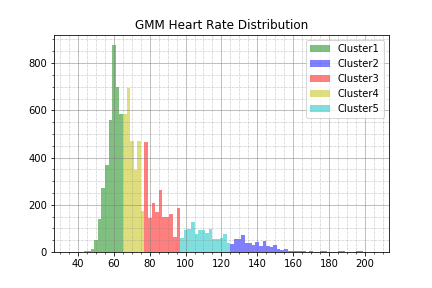 GMM Heart Rate Distribution
Cluster1
Cluster2
Cluster3
Cluster4
Cluster5
800
600
400
200
0
40 60 80 100 120 140 160 180 200